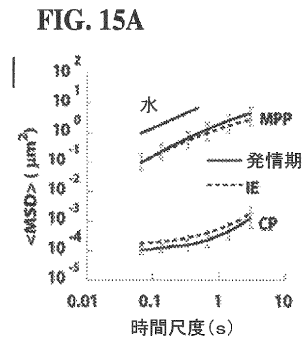 FIG. 15A
10²
10¹
10⁰
10⁻¹
10⁻²
10⁻³
10⁻⁴
10⁻⁵
<MSD> (μm²)
水
MPP
発情期
IE
CP
0.01 0.1 1 10
時間尺度(s)